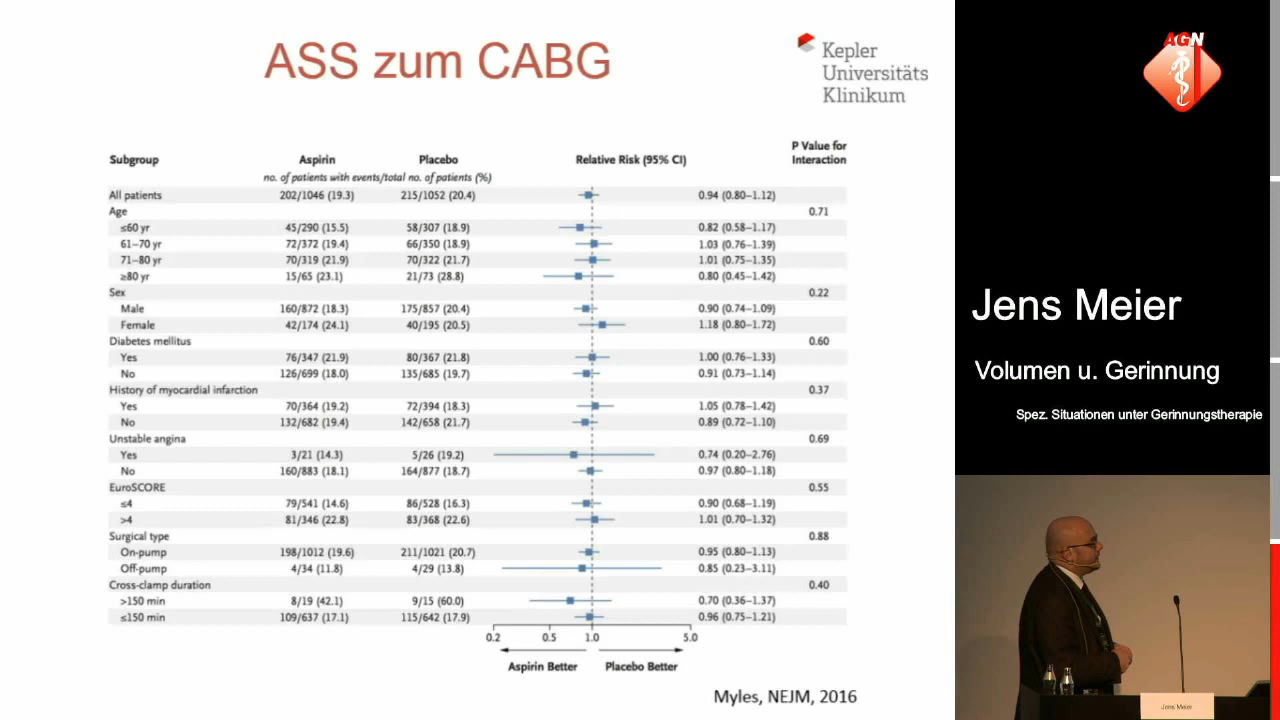 ASS zum CABG
Kepler
Universitäts
Klinikum
P Value for
Subgroup Aspirin Placebo Relative Risk (95% CI) Interaction
no. of patients with events/total no. of patients (%)
All patients 202/1046 (19.3) 215/1052 (20.4) 0.94 (0.80–1.12)
Age 0.71
≤60 yr 45/290 (15.5) 58/307 (18.9) 0.82 (0.58–1.17)
61–70 yr 72/372 (19.4) 66/350 (18.9) 1.03 (0.76–1.39)
71–80 yr 70/319 (21.9) 70/322 (21.7) 1.01 (0.75–1.35)
≥80 yr 15/65 (23.1) 21/73 (28.8) 0.80 (0.45–1.42)
Sex 0.22
Male 160/872 (18.3) 175/857 (20.4) 0.90 (0.74–1.09)
Female 42/174 (24.1) 40/195 (20.5) 1.18 (0.80–1.72)
Diabetes mellitus 0.60
Yes 76/347 (21.9) 80/367 (21.8) 1.00 (0.76–1.33)
No 126/699 (18.0) 135/685 (19.7) 0.91 (0.73–1.14)
History of myocardial infarction 0.37
Yes 70/364 (19.2) 72/394 (18.3) 1.05 (0.78–1.42)
No 132/682 (19.4) 142/658 (21.7) 0.89 (0.72–1.10)
Unstable angina 0.69
Yes 3/21 (14.3) 5/26 (19.2) 0.74 (0.20–2.76)
No 160/883 (18.1) 164/877 (18.7) 0.97 (0.80–1.18)
EuroSCORE 0.55
≤4 79/541 (14.6) 86/528 (16.3) 0.90 (0.68–1.19)
>4 81/346 (22.8) 83/368 (22.6) 1.01 (0.70–1.32)
Surgical type 0.88
On-pump 198/1012 (19.6) 211/1021 (20.7) 0.95 (0.80–1.13)
Off-pump 4/34 (11.8) 4/29 (13.8) 0.85 (0.23–3.11)
Cross-clamp duration 0.40
>150 min 8/19 (42.1) 9/15 (60.0) 0.70 (0.36–1.37)
≤150 min 109/637 (17.1) 115/642 (17.9) 0.96 (0.75–1.21)
0.2 0.5 1.0 5.0
Aspirin Better Placebo Better
Myles, NEJM, 2016
AGN
Jens Meier
Volumen u. Gerinnung
Spez. Situationen unter Gerinnungstherapie
Jens Meier